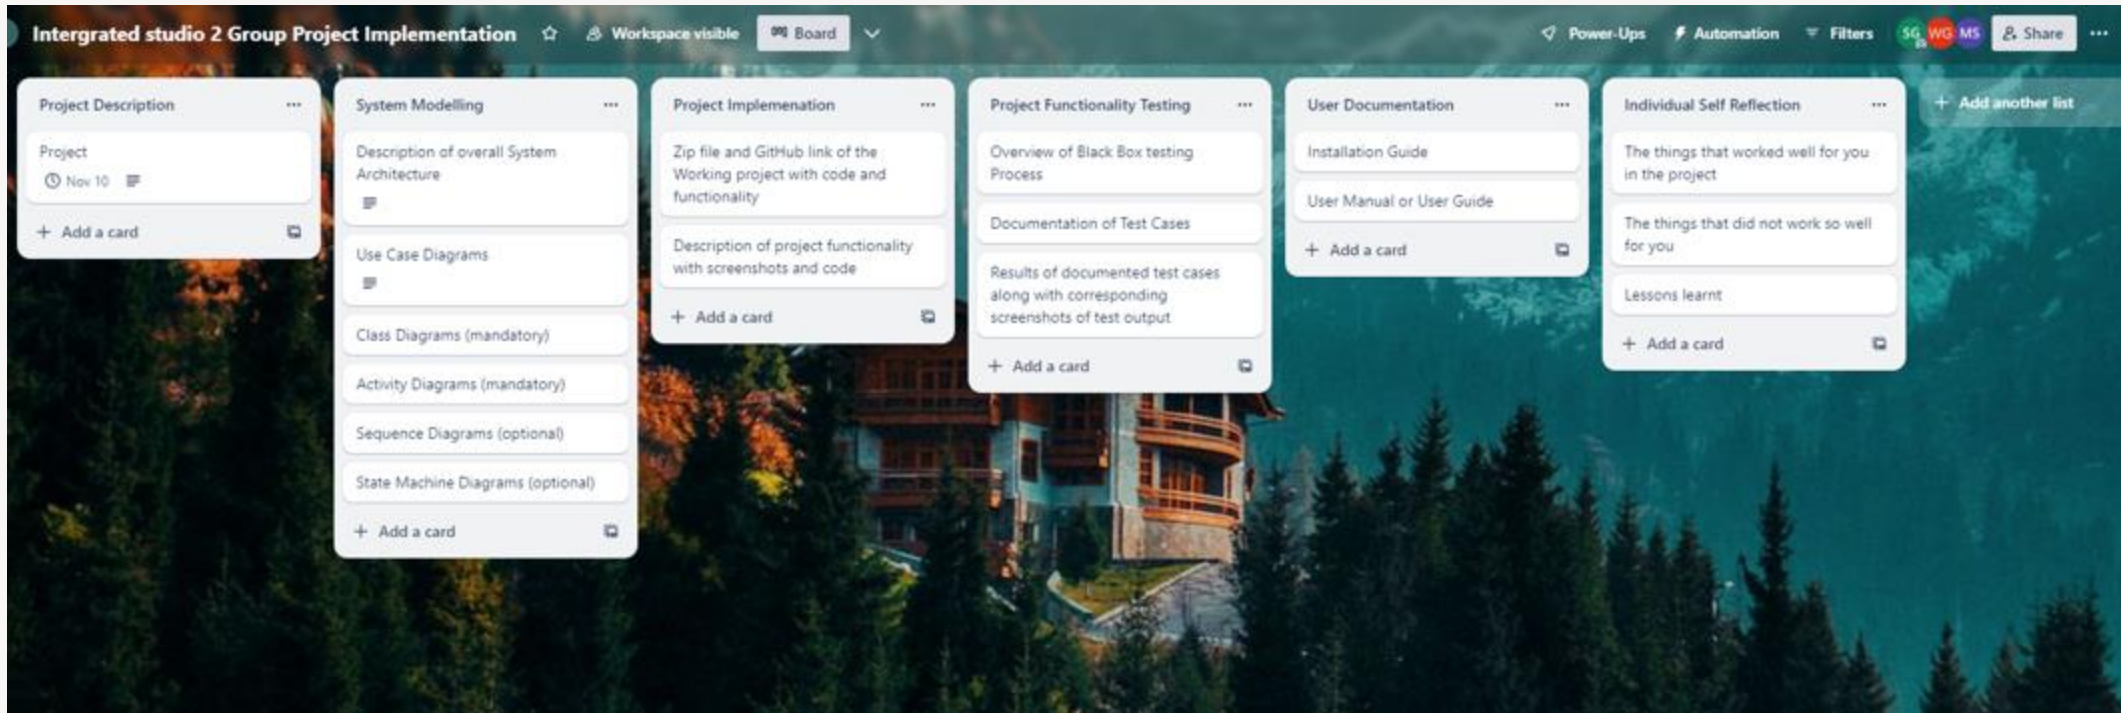 Intergrated studio 2 Group Project Implementation
Workspace visible
Board
Power-Ups
Automation
Filters
SG
WG
MS
Share
Project Description
Project
Nov 10
+ Add a card
System Modelling
Description of overall System
Architecture
Use Case Diagrams
Class Diagrams (mandatory)
Activity Diagrams (mandatory)
Sequence Diagrams (optional)
State Machine Diagrams (optional)
+ Add a card
Project Implemenation
Zip file and GitHub link of the
Working project with code and
functionality
Description of project functionality
with screenshots and code
+ Add a card
Project Functionality Testing
Overview of Black Box testing
Process
Documentation of Test Cases
Results of documented test cases
along with corresponding
screenshots of test output
+ Add a card
User Documentation
Installation Guide
User Manual or User Guide
+ Add a card
Individual Self Reflection
The things that worked well for you
in the project
The things that did not work so well
for you
Lessons learnt
+ Add a card
+ Add another list